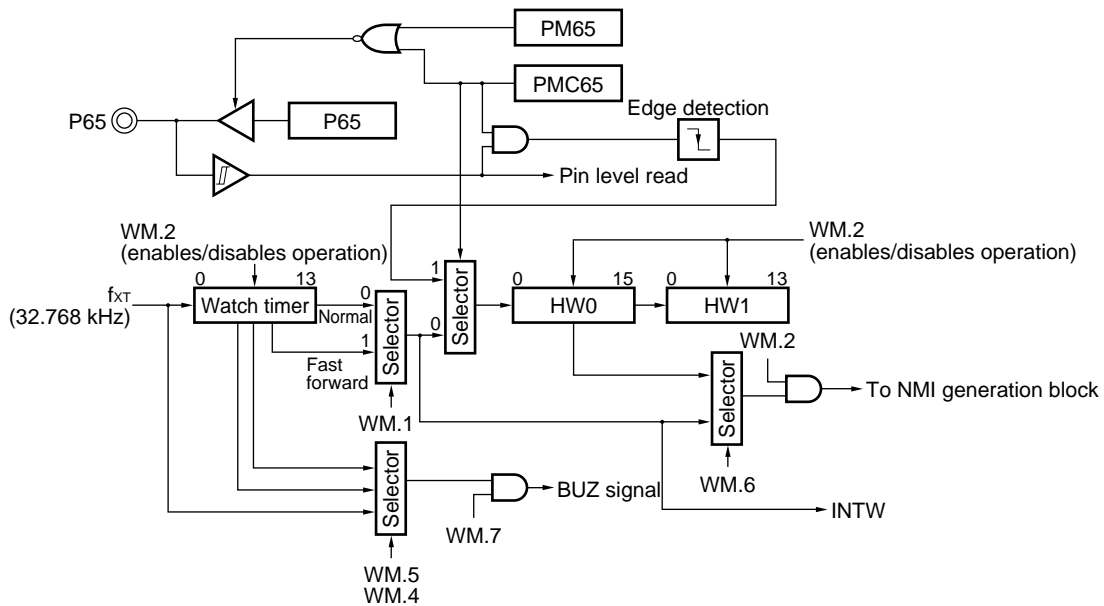 PM65
PMC65
Edge detection
P65
P65
Pin level read
WM.2
(enables/disables operation)
WM.2
(enables/disables operation)
0 13
fXT
(32.768 kHz)
Watch timer
0
Normal
1
Fast
forward
Selector
WM.1
1
0
Selector
0 15
HW0
0 13
HW1
WM.2
Selector
To NMI generation block
WM.6
Selector
BUZ signal
WM.7
INTW
WM.5
WM.4